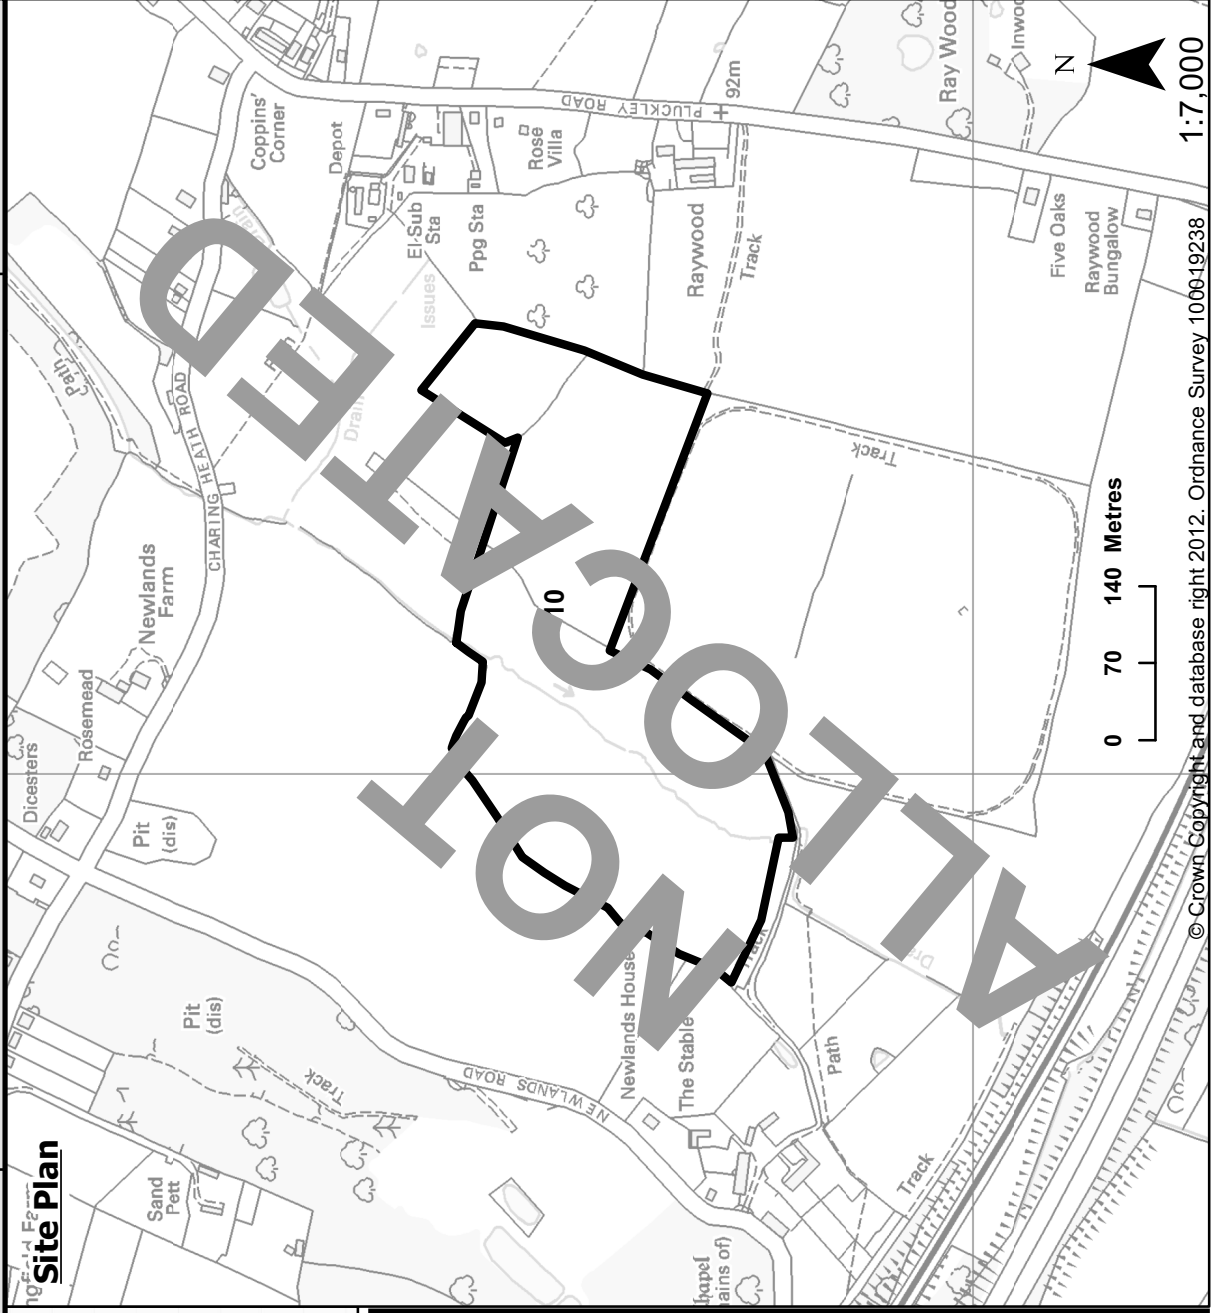 Site Plan
NOT
ALLOCATED
10
Sand
Pett
Pit
(dis)
Track
NEWLANDS ROAD
Newlands House
The Stable
Path
Track
Track
Dicesters
Rosemead
Pit
(dis)
Newlands
Farm
CHARING HEATH ROAD
Path
Drain
Issues
Drain
Coppins'
Corner
Depot
El Sub
Sta
Ppg Sta
Rose
Villa
PLUCKLEY ROAD
92m
Raywood
Track
Track
Ray Wood
Five Oaks
Raywood
Bungalow
N
1:7,000
0 70 140 Metres
© Crown Copyright and database right 2012. Ordnance Survey 100019238